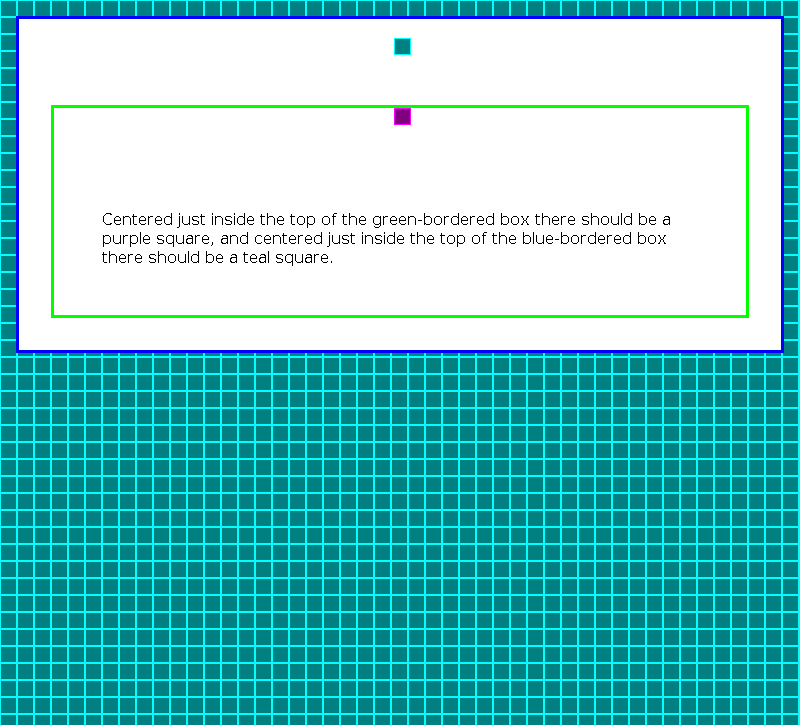 Centered just inside the top of the green-bordered box there should be a
purple square, and centered just inside the top of the blue-bordered box
there should be a teal square.